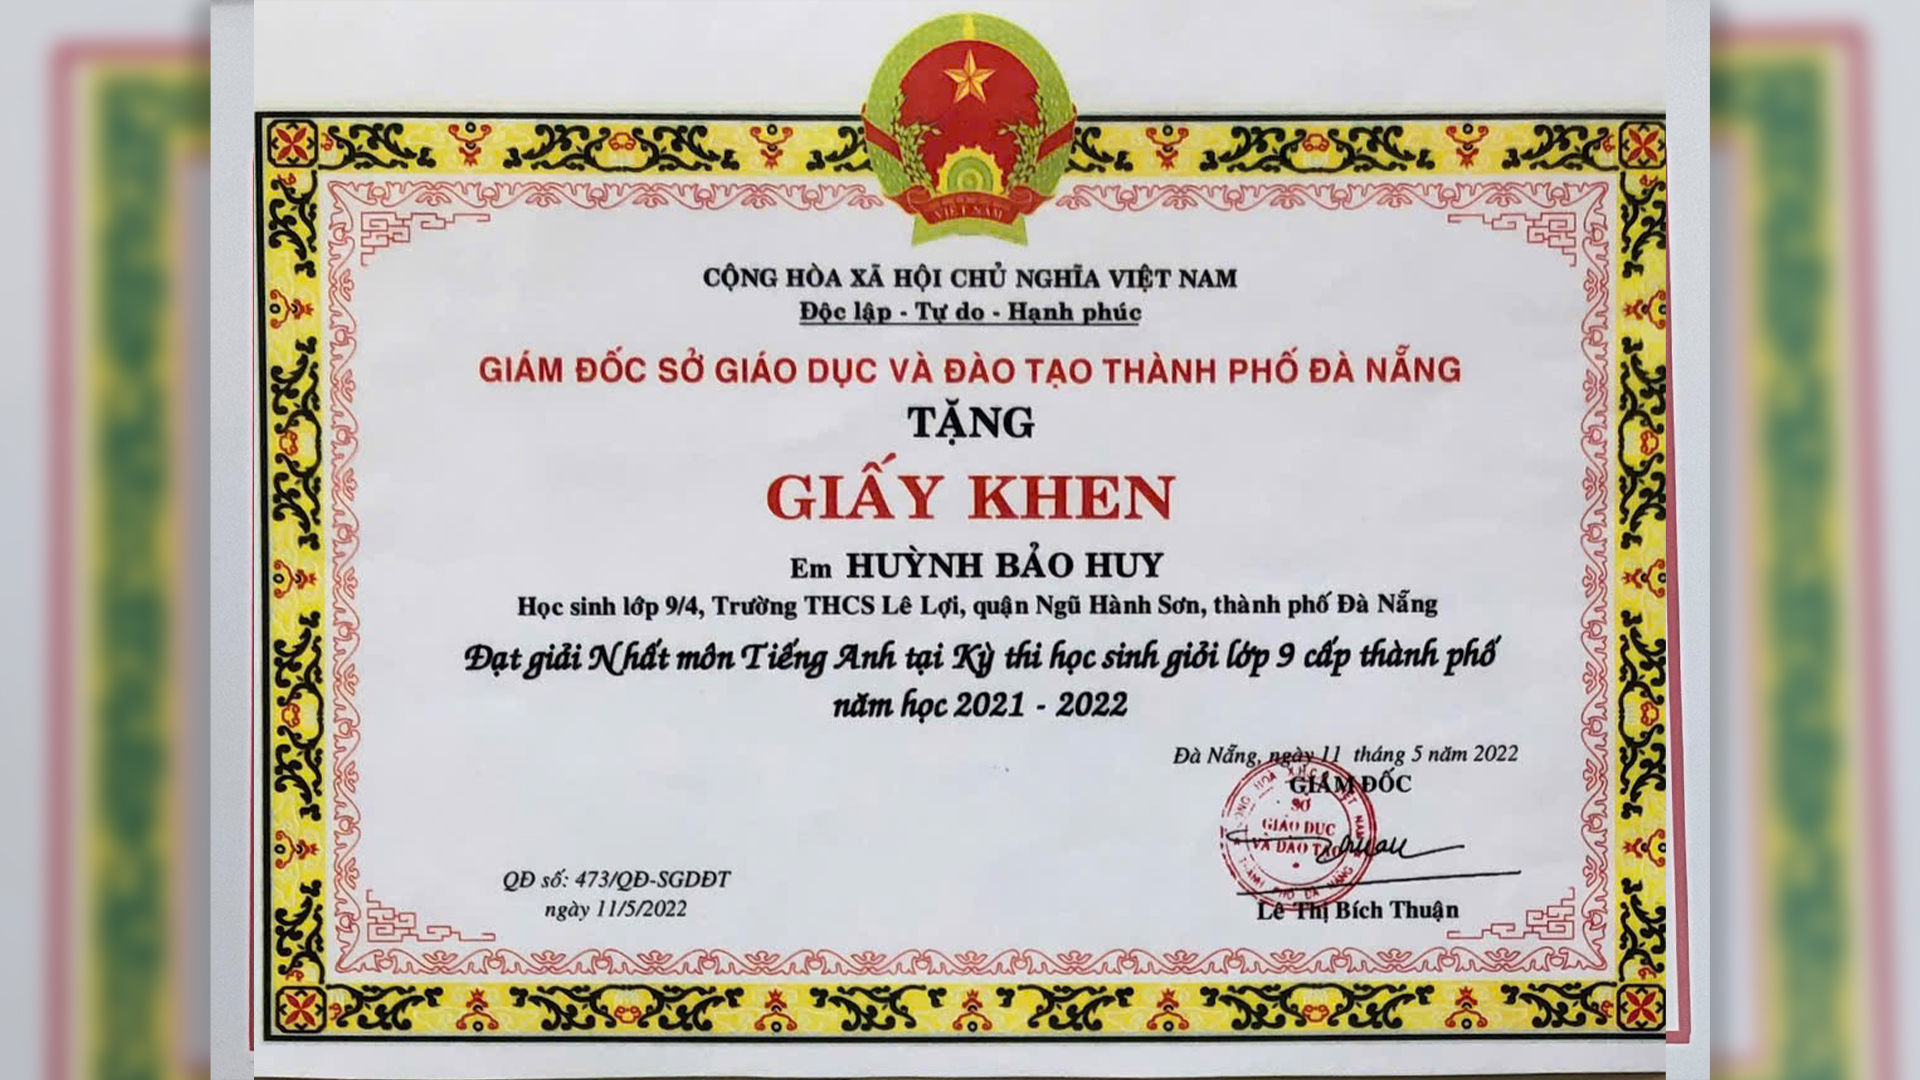 VIỆT NAM
CỘNG HÒA XÃ HỘI CHỦ NGHĨA VIỆT NAM
Độc lập - Tự do - Hạnh phúc
GIÁM ĐỐC SỞ GIÁO DỤC VÀ ĐÀO TẠO THÀNH PHỐ ĐÀ NẴNG
TẶNG
GIẤY KHEN
Em HUỲNH BẢO HUY
Học sinh lớp 9/4, Trường THCS Lê Lợi, quận Ngũ Hành Sơn, thành phố Đà Nẵng
Đạt giải Nhất môn Tiếng Anh tại Kỳ thi học sinh giỏi lớp 9 cấp thành phố
năm học 2021 - 2022
Đà Nẵng, ngày 11 tháng 5 năm 2022
GIÁM ĐỐC
SỞ
GIÁO DỤC
VÀ ĐÀO TẠO
THÀNH PHỐ ĐÀ NẴNG
Lê Thị Bích Thuận
QĐ số: 473/QĐ-SGDĐT
ngày 11/5/2022